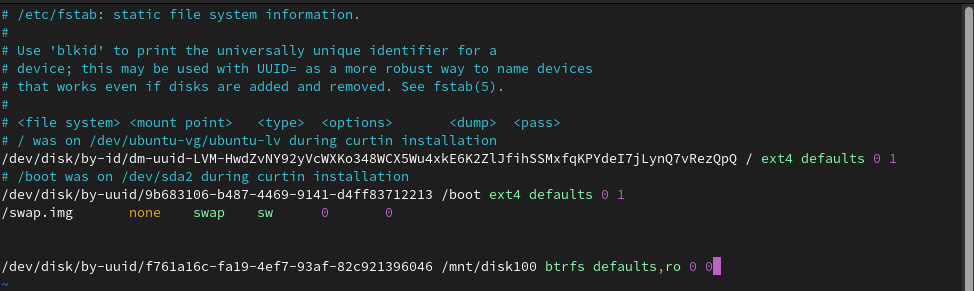 # /etc/fstab: static file system information.
#
# Use 'blkid' to print the universally unique identifier for a
# device; this may be used with UUID= as a more robust way to name devices
# that works even if disks are added and removed. See fstab(5).
#
# <file system> <mount point>   <type>  <options>       <dump>  <pass>
# / was on /dev/ubuntu-vg/ubuntu-lv during curtin installation
/dev/disk/by-id/dm-uuid-LVM-HwdZvNY92yVcWXKo348WCX5Wu4xkE6K2ZlJfihSSMxfqKPYdeI7jLynQ7vRezQpQ / ext4 defaults 0 1
# /boot was on /dev/sda2 during curtin installation
/dev/disk/by-uuid/9b683106-b487-4469-9141-d4ff83712213 /boot ext4 defaults 0 1
/swap.img       none    swap    sw      0       0
/dev/disk/by-uuid/f761a16c-fa19-4ef7-93af-82c921396046 /mnt/disk100 btrfs defaults,ro 0 0
~